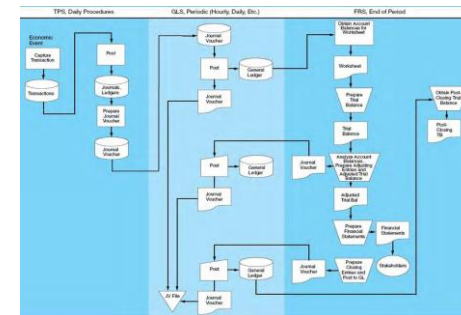 TPS, Daily Procedures
GLS, Periodic (Hourly, Daily, Etc.)
FRS, End of Period
Economic
Event
Capture
Transaction
Transactions
Post
Journals,
Ledgers
Prepare
Journal
Voucher
Journal
Voucher
Journal
Voucher
Post
General
Ledger
Journal
Voucher
Post
General
Ledger
Journal
Voucher
Post
General
Ledger
Journal
Voucher
JV File
Obtain Account
Balances for
Worksheet
Worksheet
Prepare
Trial
Balance
Trial
Balance
Journal
Voucher
Analyze Account
Balances,
Prepare Adjusting
Entries and
Adjusted Trial
Balance
Adjusted
Trial Bal
Prepare
Financial
Statements
Financial
Statements
Stakeholders
Journal
Voucher
Prepare
Closing
Entries and
Post to GL
Obtain Post-
Closing Trial
Balance
Post-
Closing
TB